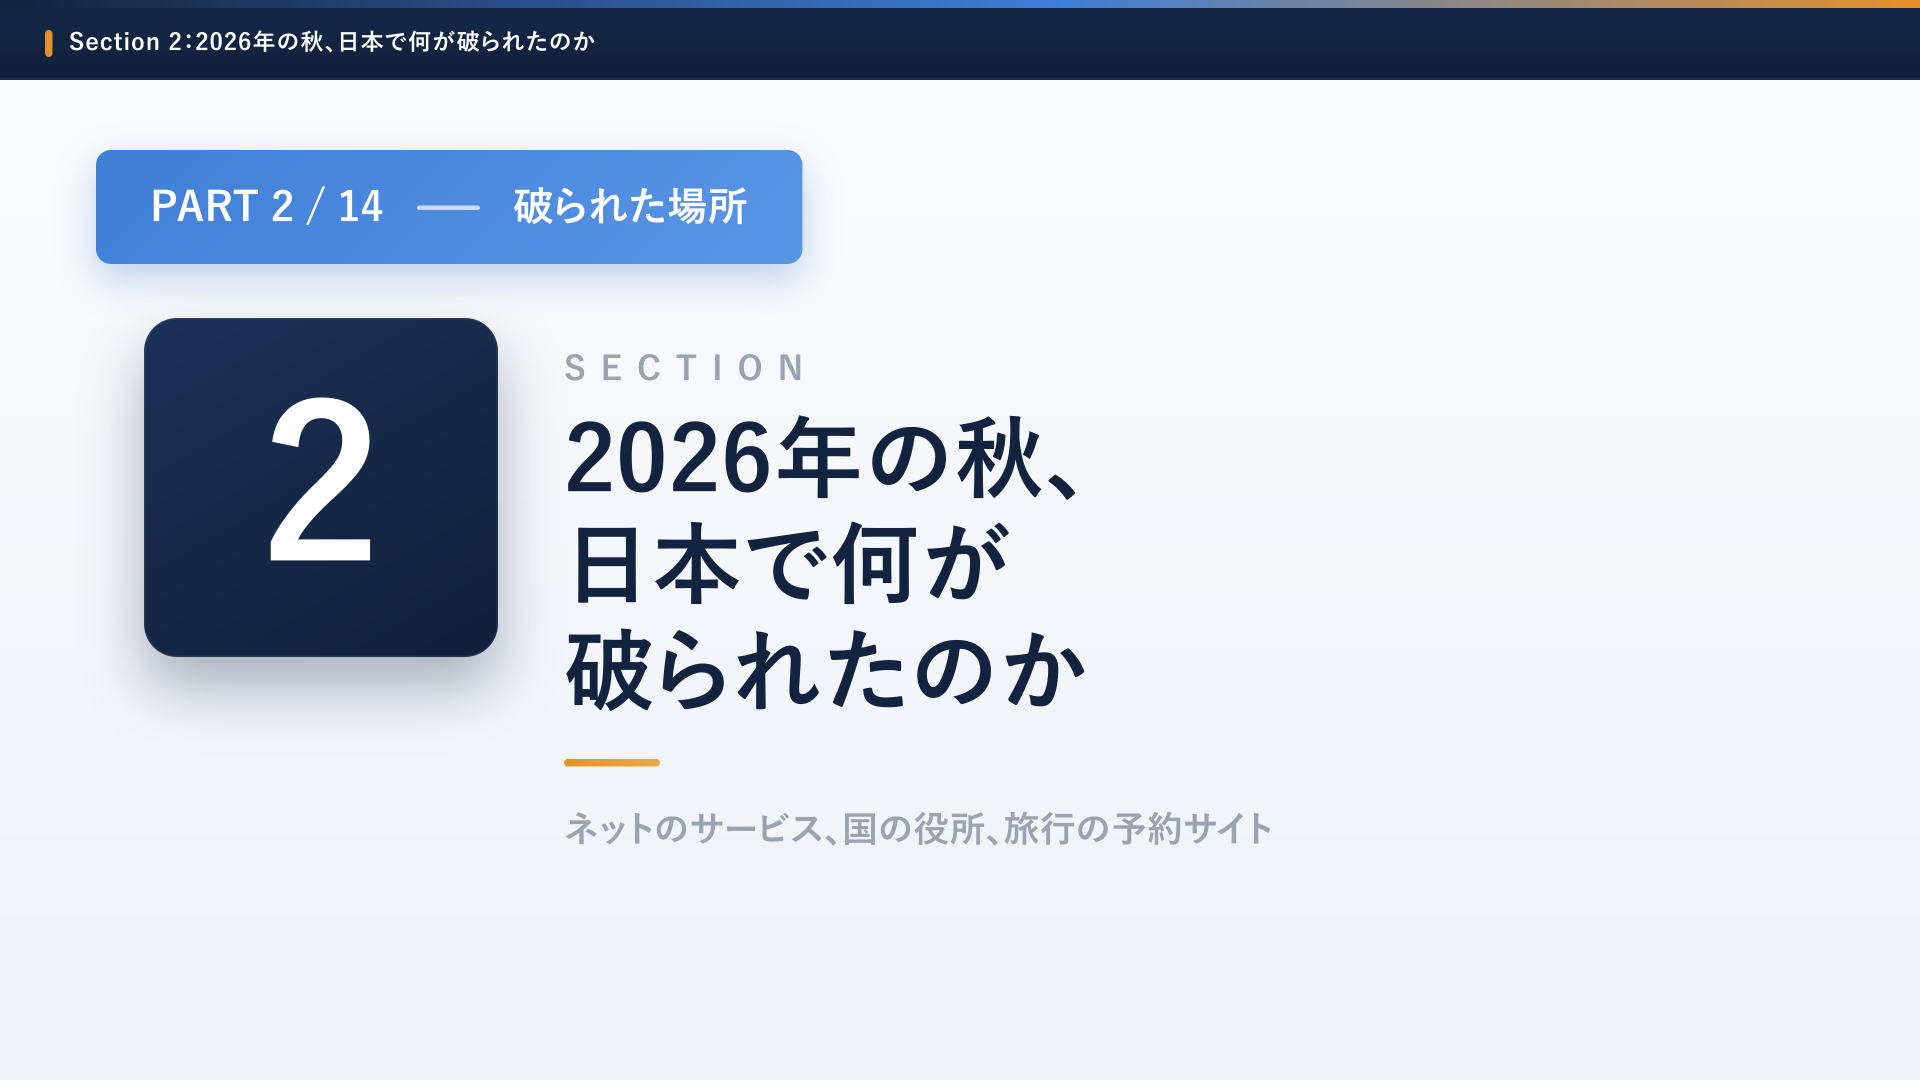 Section 2：2026年の秋、日本で何が破られたのか
PART 2 / 14 — 破られた場所
2
SECTION
2026年の秋、
日本で何が
破られたのか
ネットのサービス、国の役所、旅行の予約サイト